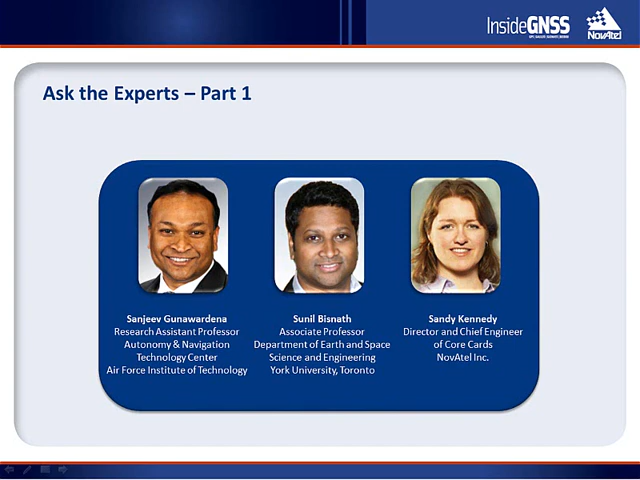 InsideGNSS
NovAtel
Ask the Experts – Part 1
Sanjeev Gunawardena
Research Assistant Professor
Autonomy & Navigation
Technology Center
Air Force Institute of Technology
Sunil Bisnath
Associate Professor
Department of Earth and Space
Science and Engineering
York University, Toronto
Sandy Kennedy
Director and Chief Engineer
of Core Cards
NovAtel Inc.